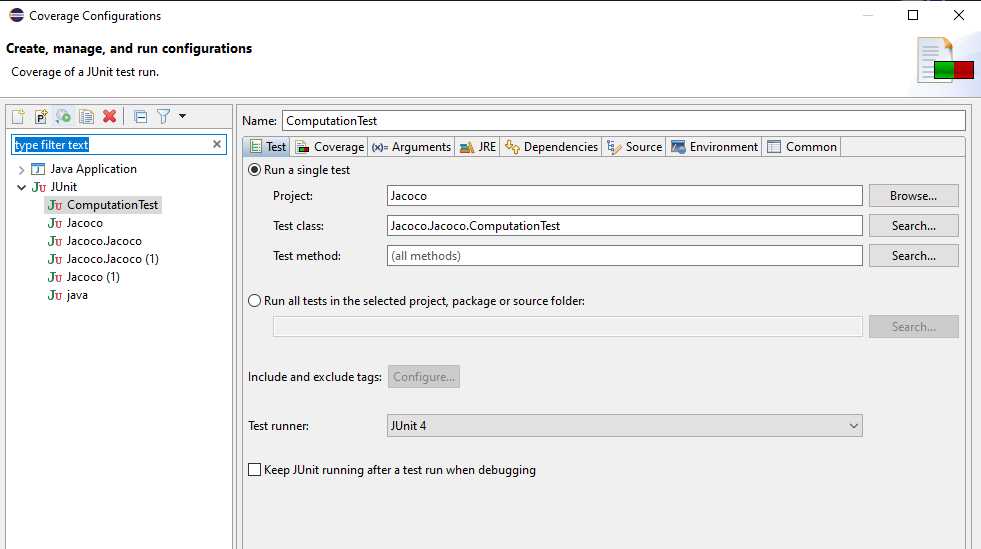 Coverage Configurations
Create, manage, and run configurations
Coverage of a JUnit test run.
type filter text
Java Application
JUnit
ComputationTest
Jacoco
Jacoco.Jacoco
Jacoco.Jacoco (1)
Jacoco (1)
java
Name: ComputationTest
Test Coverage (x)= Arguments JRE Dependencies Source Environment Common
Run a single test
Project: Jacoco Browse...
Test class: Jacoco.Jacoco.ComputationTest Search...
Test method: (all methods) Search...
Run all tests in the selected project, package or source folder:
Search...
Include and exclude tags: Configure...
Test runner: JUnit 4
Keep JUnit running after a test run when debugging